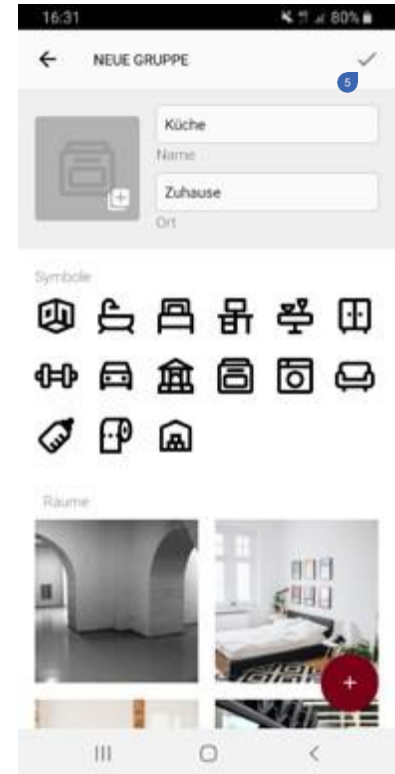 16:31 80%
NEUE GRUPPE
5
Küche
Name
Zuhause
Ort
Symbole
Räume